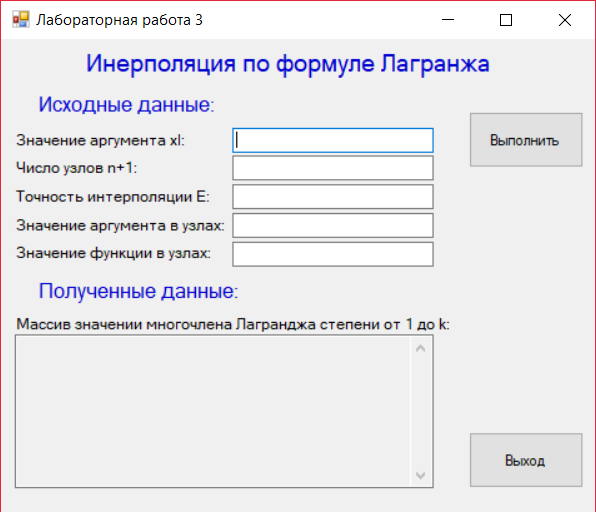 Лабораторная работа 3
Инерполяция по формуле Лагранжа
Исходные данные:
Значение аргумента xl:
Выполнить
Число узлов n+1:
Точность интерполяции E:
Значение аргумента в узлах:
Значение функции в узлах:
Полученные данные:
Массив значении многочлена Лагранджа степени от 1 до k:
Выход